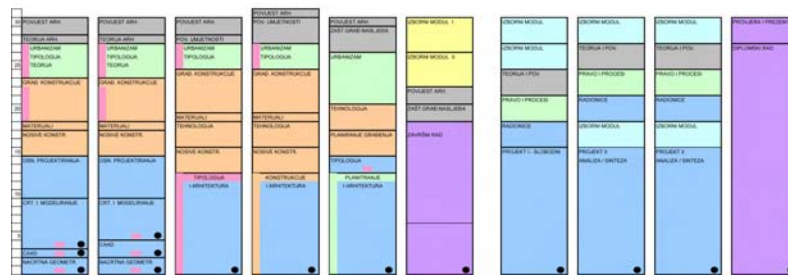 POVIJEST ARH.
TEORIJA ARH.
URBANIZAM
TIPOLOGIJA
TEORIJA
GRAĐ. KONSTRUKCIJE
MATERIJALI
NOSIVE KONSTR.
OSN. PROJEKTIRANJA
CRT. I. MODELIRANJE
CAAD
NACRTNA GEOMETR.
POVIJEST ARH.
TEORIJA ARH.
URBANIZAM
TIPOLOGIJA
TEORIJA
GRAĐ. KONSTRUKCIJE
MATERIJALI
NOSIVE KONSTR.
OSN. PROJEKTIRANJA
CRT. I. MODELIRANJE
CAAD
NACRTNA GEOMETR.
POVIJEST ARH.
POV. UMJETNOSTI
URBANIZAM
TIPOLOGIJA
GRAĐ. KONSTRUKCIJE
MATERIJALI
TEHNOLOGIJA
NOSIVE KONSTR.
TIPOLOGIJA
I ARHITEKTURA
POVIJEST ARH.
POV. UMJETNOSTI
URBANIZAM
TIPOLOGIJA
GRAĐ. KONSTRUKCIJE
MATERIJALI
TEHNOLOGIJA
NOSIVE KONSTR.
KONSTRUKCIJE
I ARHITEKTURA
POVIJEST ARH.
ZAŠT GRAD NASLJEĐA
URBANIZAM
TEHNOLOGIJA
PLANIRANJE GRAĐENJA
TIPOLOGIJA
PLANIRANJE
I ARHITEKTURA
IZBORNI MODUL I
IZBORNI MODUL II
POVIJEST ARH.
ZAŠT GRAD NASLJEĐA
ZAVRŠNI RAD
IZBORNI MODUL
IZBORNI MODUL
TEORIJA I POV.
PRAVO I PROCESI
RADIONICE
PROJEKT I - SLOBODNI
IZBORNI MODUL
TEORIJA I POV.
PRAVO I PROCESI
RADIONICE
IZBORNI MODUL
PROJEKT II
ANALIZA / SINTEZA
IZBORNI MODUL
TEORIJA I POV.
PRAVO I PROCESI
RADIONICE
IZBORNI MODUL
PROJEKT II
ANALIZA / SINTEZA
DIPLOMSKI RAD